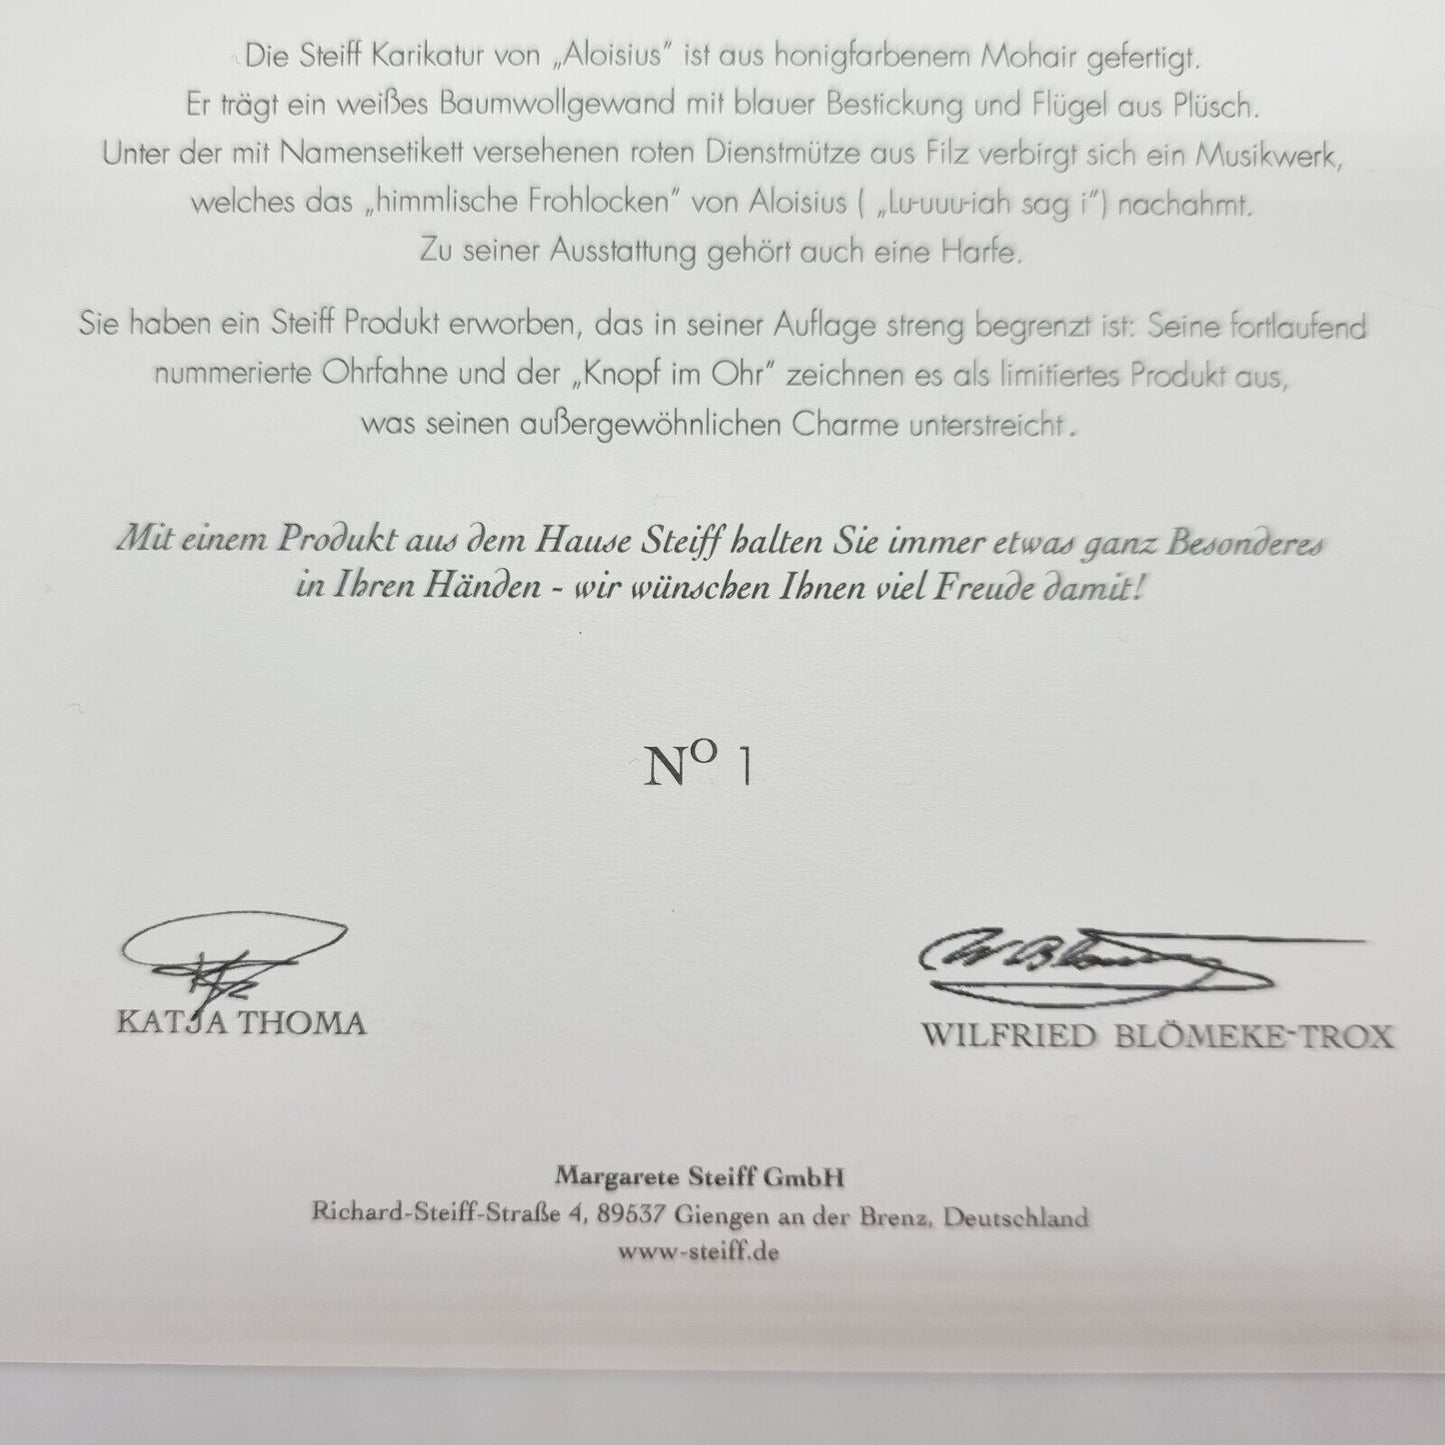 Die Steiff Karikatur von „Aloisius" ist aus honigfarbenem Mohair gefertigt.
Er trägt ein weißes Baumwollgewand mit blauer Bestickung und Flügel aus Plüsch.
Unter der mit Namensetikett versehenen roten Dienstmütze aus Filz verbirgt sich ein Musikwerk,
welches das „himmlische Frohlocken" von Aloisius ( „Lu-uuu-iah sag i") nachahmt.
Zu seiner Ausstattung gehört auch eine Harfe.
Sie haben ein Steiff Produkt erworben, das in seiner Auflage streng begrenzt ist: Seine fortlaufend
nummerierte Ohrfahne und der „Knopf im Ohr" zeichnen es als limitiertes Produkt aus,
was seinen außergewöhnlichen Charme unterstreicht.
Mit einem Produkt aus dem Hause Steiff halten Sie immer etwas ganz Besonderes
in Ihren Händen - wir wünschen Ihnen viel Freude damit!
Nº 1
KATJA THOMA
WILFRIED BLÖMEKE-TROX
Margarete Steiff GmbH
Richard-Steiff-Straße 4, 89537 Giengen an der Brenz, Deutschland
www-steiff.de